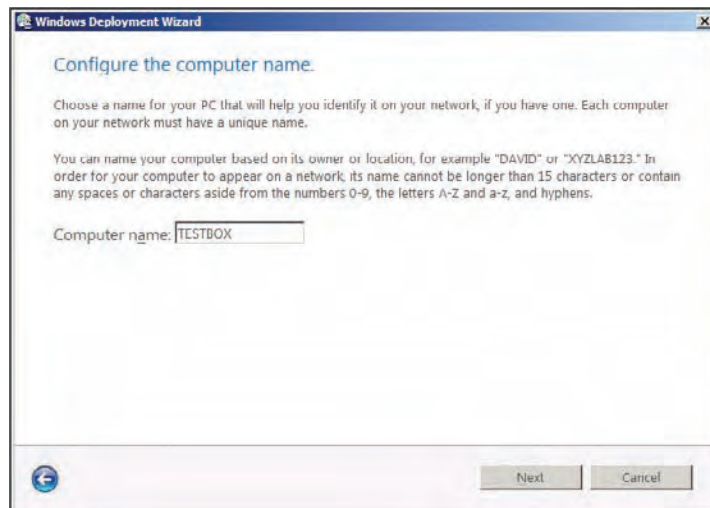 Windows Deployment Wizard
Configure the computer name.
Choose a name for your PC that will help you identify it on your network, if you have one. Each computer
on your network must have a unique name.
You can name your computer based on its owner or location, for example "DAVID" or "XYZLAB123." In
order for your computer to appear on a network, its name cannot be longer than 15 characters or contain
any spaces or characters aside from the numbers 0-9, the letters A-Z and a-z, and hyphens.
Computer name: TESTBOX
Next Cancel